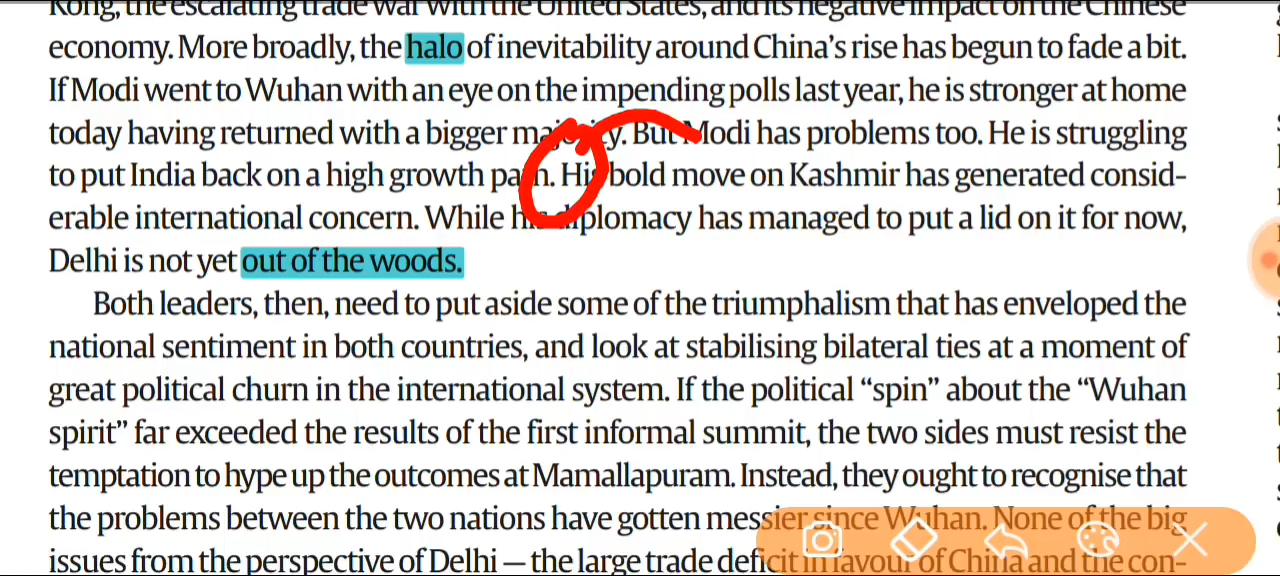 Kong, the escalating trade war with the United States, and its negative impact on the Chinese
economy. More broadly, the halo of inevitability around China's rise has begun to fade a bit.
If Modi went to Wuhan with an eye on the impending polls last year, he is stronger at home
today having returned with a bigger majority. But Modi has problems too. He is struggling
to put India back on a high growth path. His bold move on Kashmir has generated consid-
erable international concern. While his diplomacy has managed to put a lid on it for now,
Delhi is not yet out of the woods.
Both leaders, then, need to put aside some of the triumphalism that has enveloped the
national sentiment in both countries, and look at stabilising bilateral ties at a moment of
great political churn in the international system. If the political “spin” about the “Wuhan
spirit” far exceeded the results of the first informal summit, the two sides must resist the
temptation to hype up the outcomes at Mamallapuram. Instead, they ought to recognise that
the problems between the two nations have gotten messier since Wuhan. None of the big
issues from the perspective of Delhi — the large trade deficit in favour of China and the con-